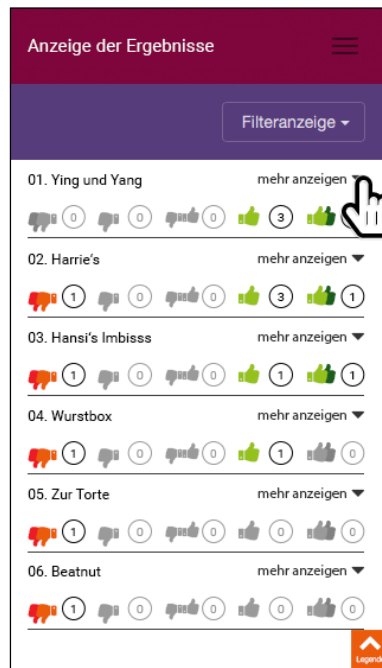 Anzeige der Ergebnisse
Filteranzeige
01. Ying und Yang mehr anzeigen
0 0 0 3
02. Harrie's mehr anzeigen
1 0 0 3 1
03. Hansi's Imbisss mehr anzeigen
1 0 0 1 1
04. Wurstbox mehr anzeigen
1 0 0 1 0
05. Zur Torte mehr anzeigen
1 0 0 0 0
06. Beatnut mehr anzeigen
1 0 0 0 0
Legende